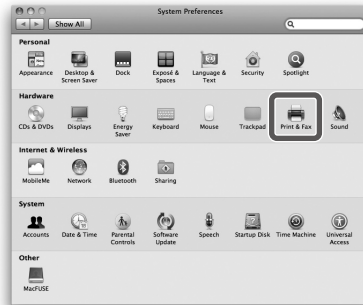 System Preferences
Show All
Personal
Appearance Desktop & Screen Saver Dock Exposé & Spaces Language & Text Security Spotlight
Hardware
CDs & DVDs Displays Energy Saver Keyboard Mouse Trackpad Print & Fax Sound
Internet & Wireless
MobileMe Network Bluetooth Sharing
System
Accounts Date & Time Parental Controls Software Update Speech Startup Disk Time Machine Universal Access
Other
MacFUSE